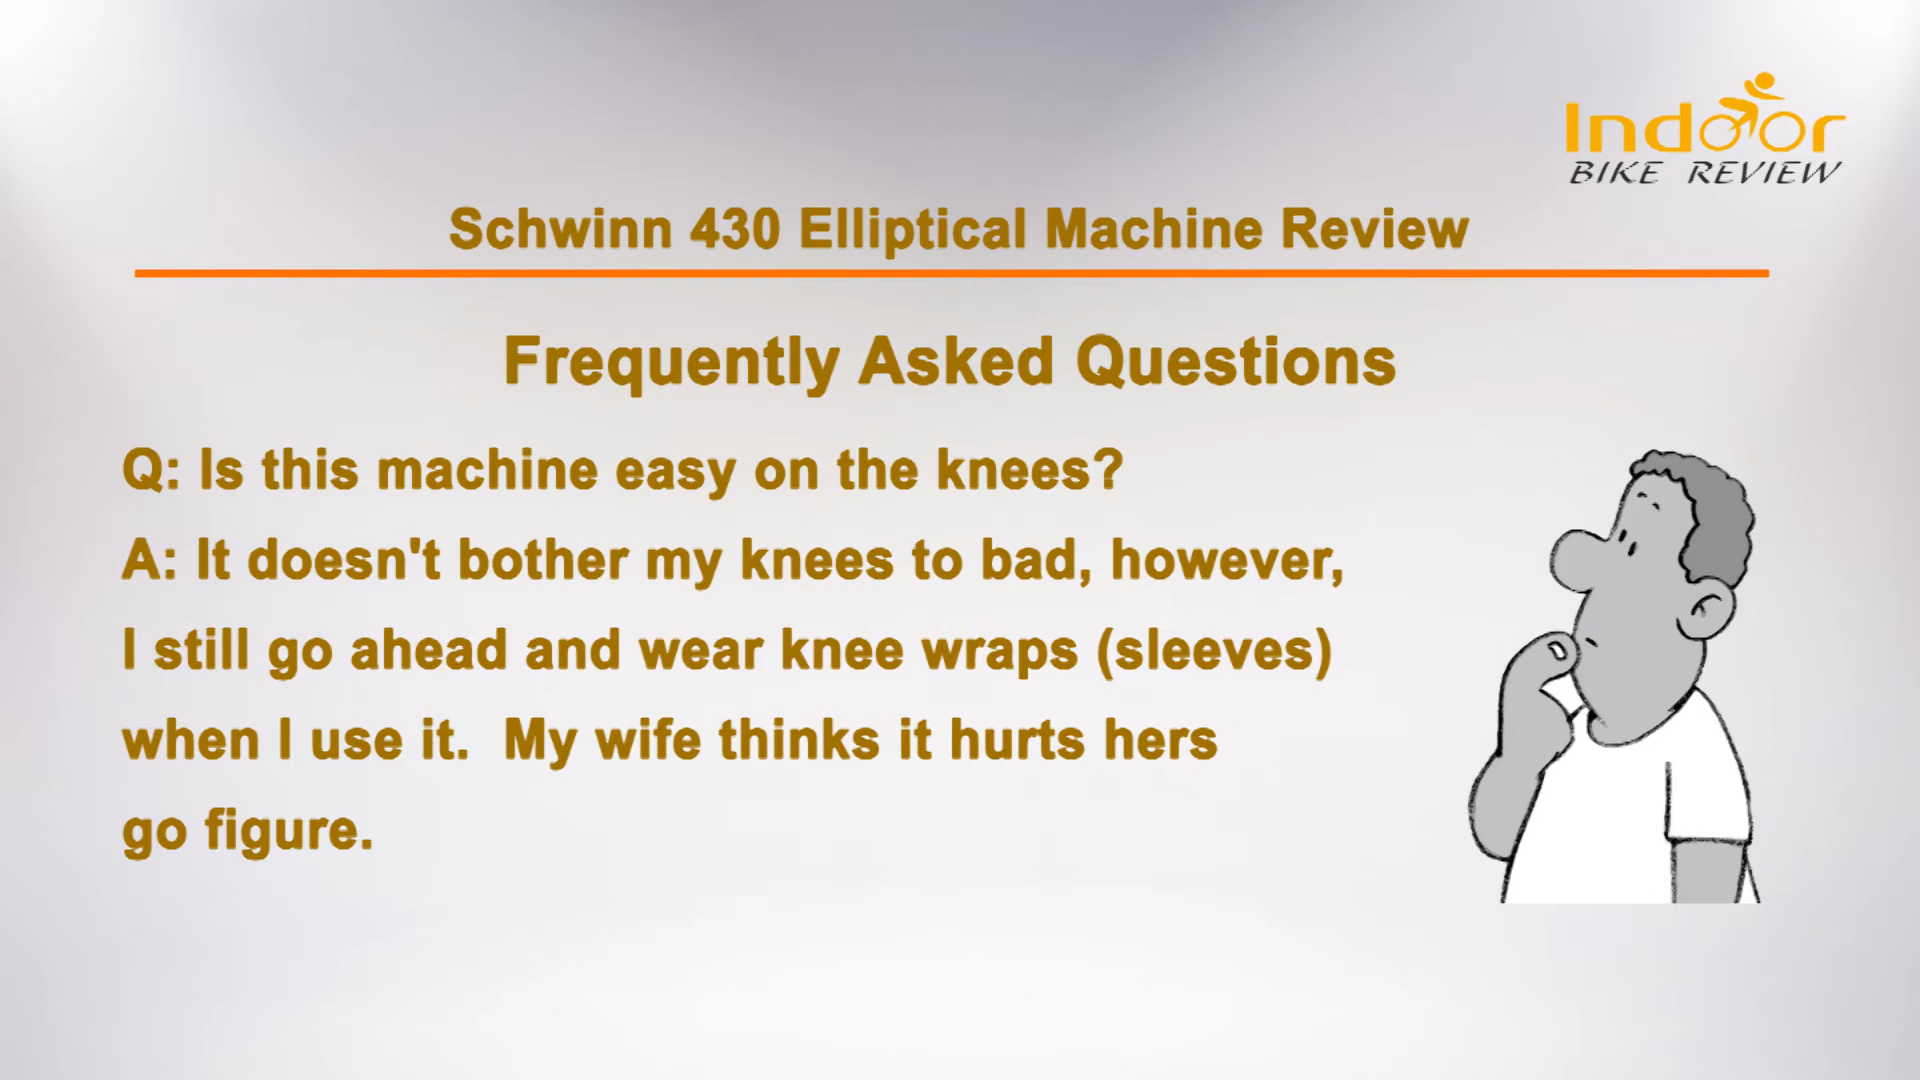 Indoor
BIKE REVIEW
Schwinn 430 Elliptical Machine Review
Frequently Asked Questions
Q: Is this machine easy on the knees?
A: It doesn't bother my knees to bad, however,
I still go ahead and wear knee wraps (sleeves)
when I use it.  My wife thinks it hurts hers
go figure.